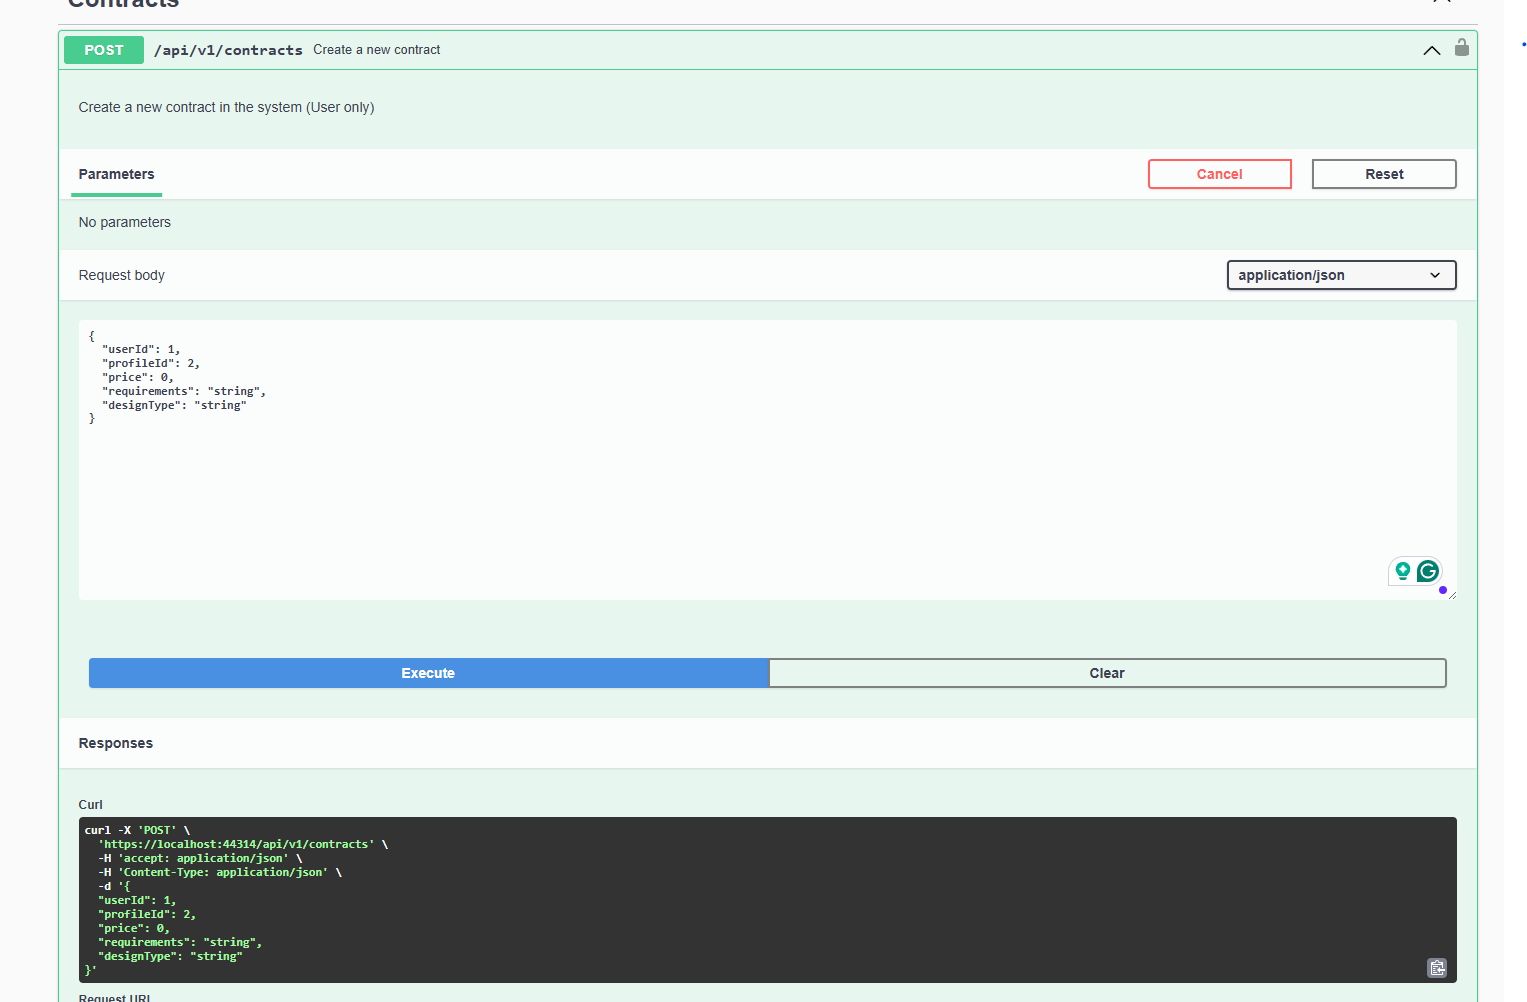 Contracts
POST /api/v1/contracts Create a new contract
Create a new contract in the system (User only)
Parameters
Cancel
Reset
No parameters
Request body
application/json
{
  "userId": 1,
  "profileId": 2,
  "price": 0,
  "requirements": "string",
  "designType": "string"
}
Execute
Clear
Responses
Curl
curl -X 'POST' \
  'https://localhost:44314/api/v1/contracts' \
  -H 'accept: application/json' \
  -H 'Content-Type: application/json' \
  -d '{
  "userId": 1,
  "profileId": 2,
  "price": 0,
  "requirements": "string",
  "designType": "string"
}'
Request URL